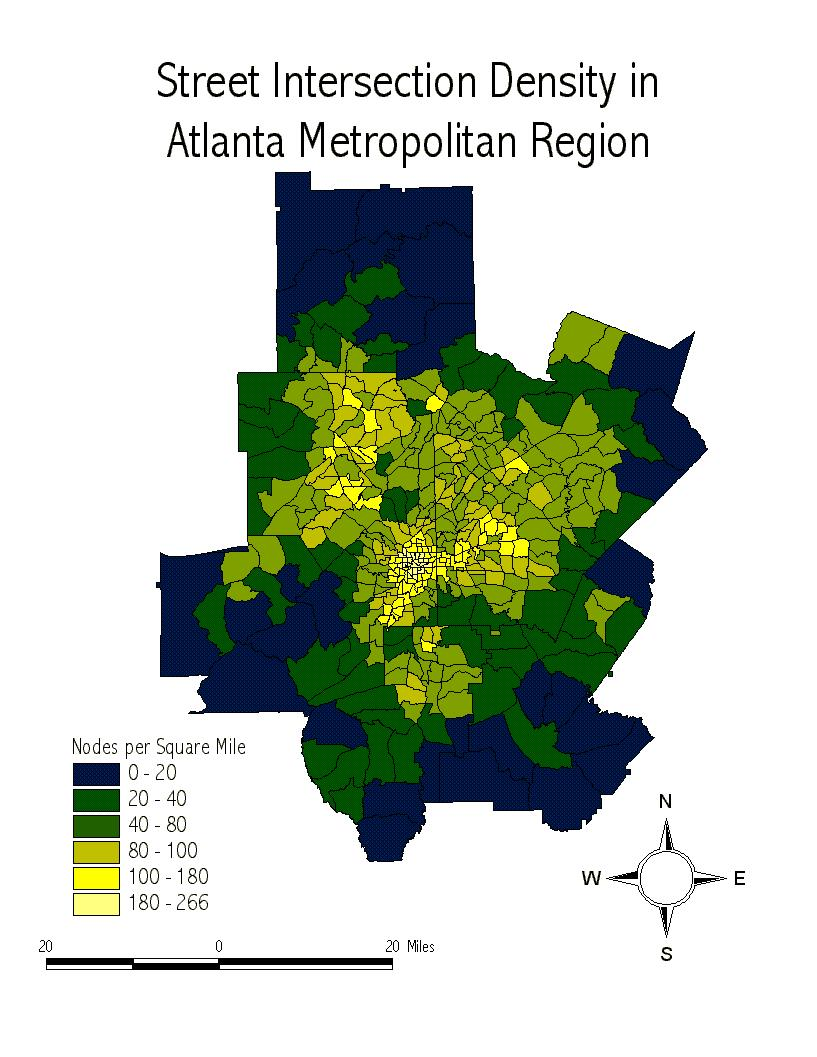 Street Intersection Density in
Atlanta Metropolitan Region
Nodes per Square Mile
0 - 20
20 - 40
40 - 80
80 - 100
100 - 180
180 - 266
N
W E
S
20 0 20 Miles